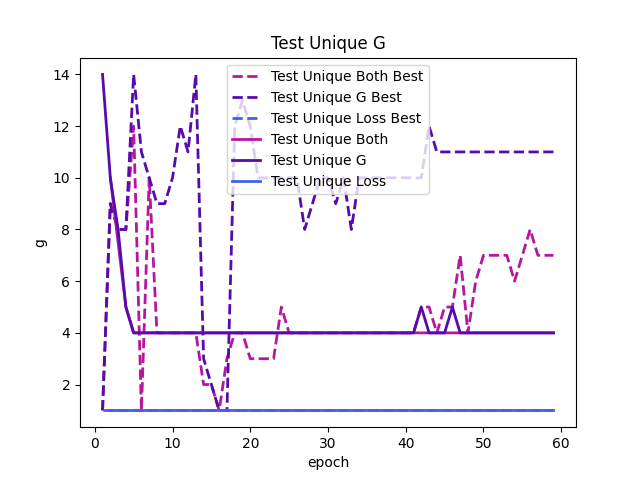 Test Unique G
Test Unique Both Best
Test Unique G Best
Test Unique Loss Best
Test Unique Both
Test Unique G
Test Unique Loss
14
12
10
8
6
4
2
g
0 10 20 30 40 50 60
epoch